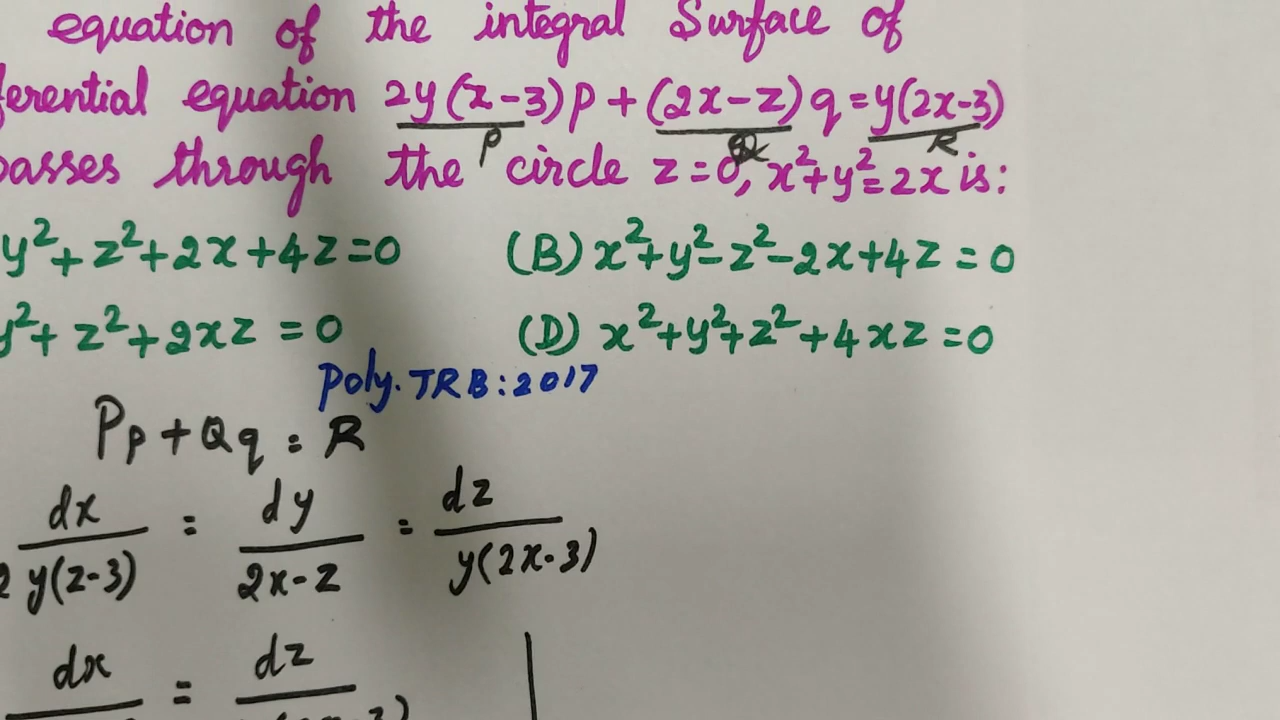 equation of the integral Surface of
ferential equation 2y(x-3)p+(2x-z)q=y(2x-3)
P Q R
passes through the circle z=0, x²+y²=2x is:
y²+z²+2x+4z=0 (B) x²+y²-z²-2x+4z=0
y²+z²+2xz=0 (D) x²+y²+z²+4xz=0
Poly.TRB:2017
Pp+Qq=R
dx = dy = dz
2y(z-3) 2x-z y(2x-3)
dx = dz